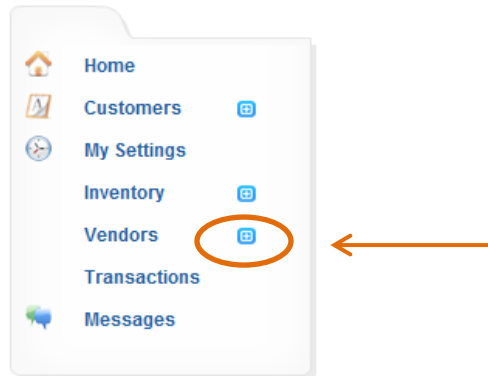 Home
Customers
My Settings
Inventory
Vendors
Transactions
Messages